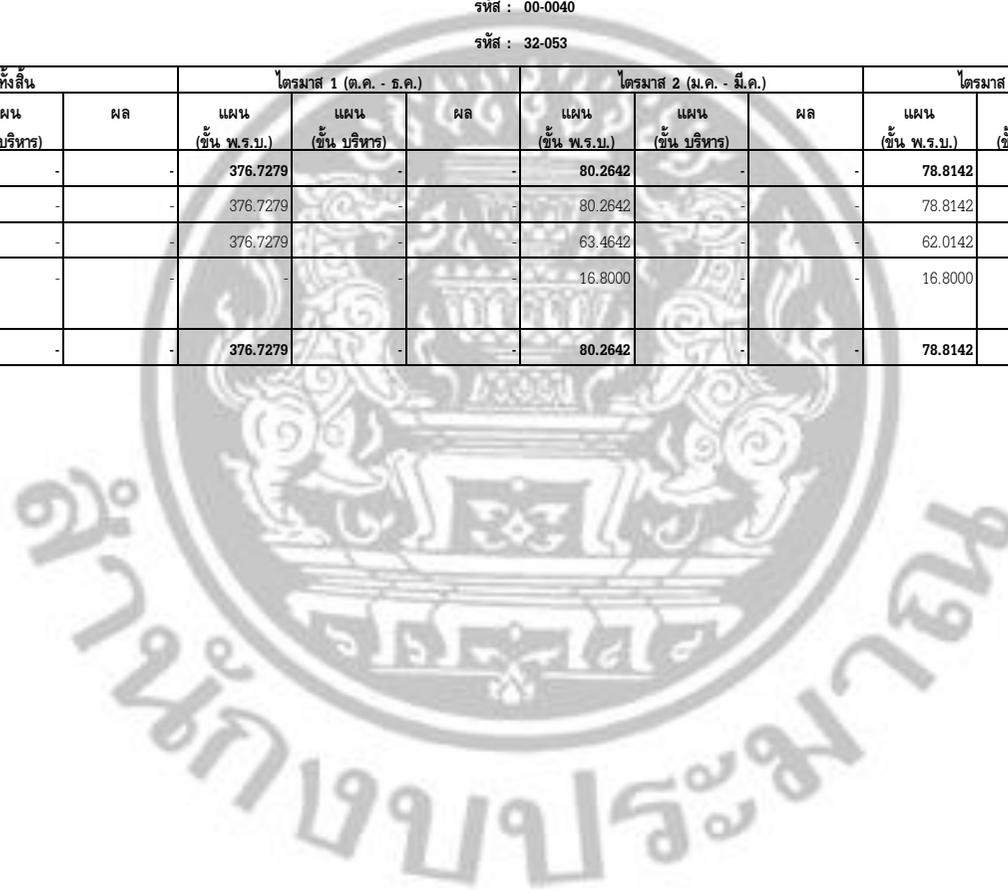 รหัส : 00-0040
รหัส : 32-053
ทั้งสิ้น ไตรมาส 1 (ต.ค. - ธ.ค.) ไตรมาส 2 (ม.ค. - มี.ค.) ไตรมาส
ผล แผน แผน ผล แผน แผน ผล แผน
บริหาร) (ขั้น พ.ร.บ.) (ขั้น บริหาร) (ขั้น พ.ร.บ.) (ขั้น บริหาร) (ขั้น พ.ร.บ.)
- - 376.7279 - - 80.2642 - - 78.8142
- - 376.7279 - - 80.2642 - - 78.8142
- - 376.7279 - - 63.4642 - - 62.0142
- - - - - 16.8000 - - 16.8000
- - 376.7279 - - 80.2642 - - 78.8142
สำนักงบประมาณ